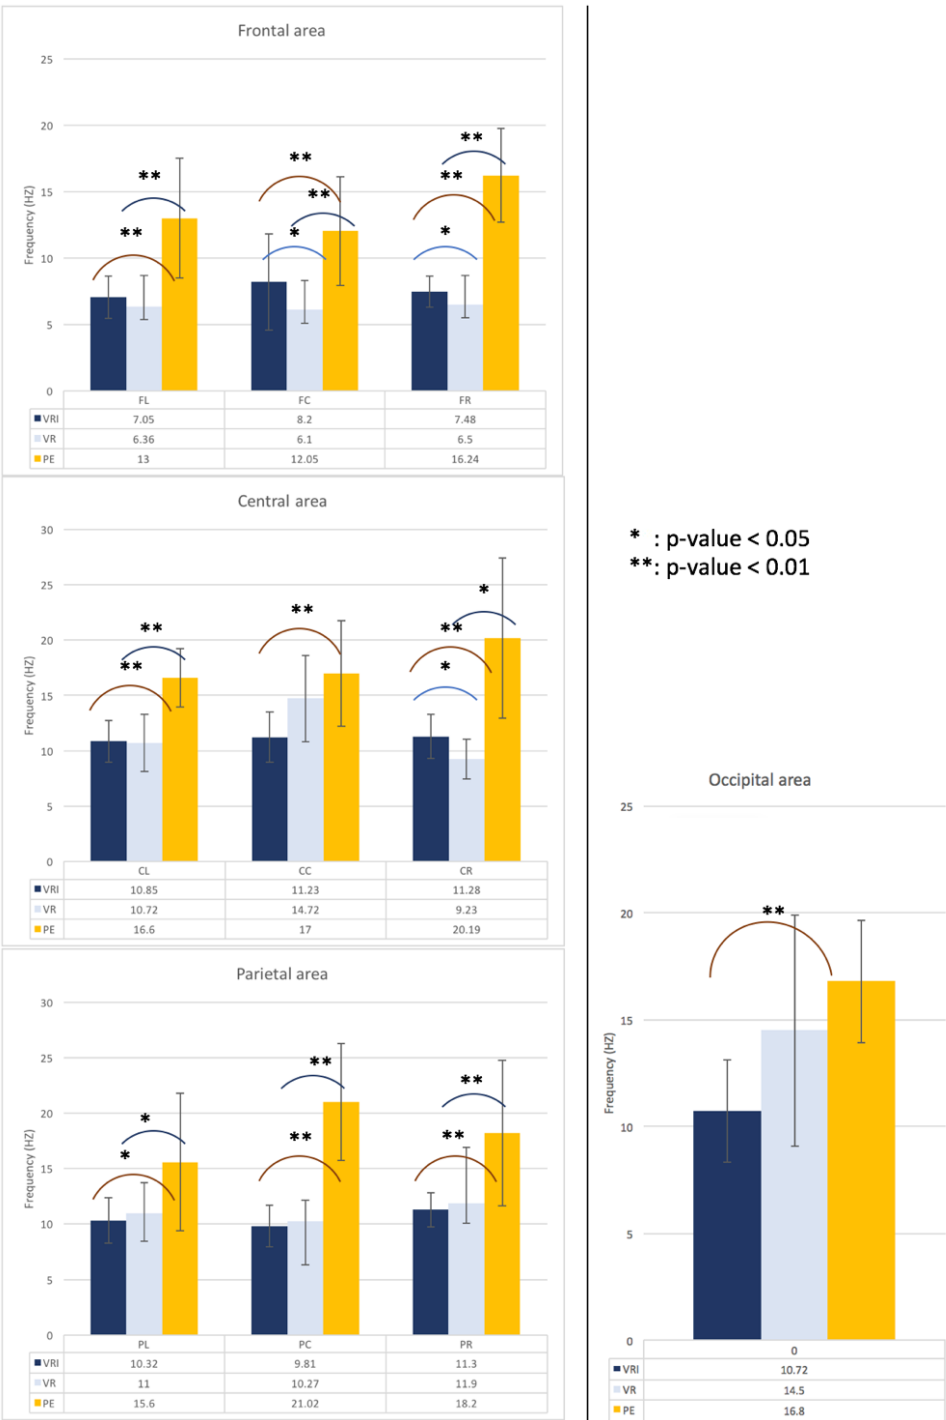 Frontal area
25
20
15
10
5
0
Frequency (HZ)
** ** *
** ** **
** ** *
FL FC FR
VRI 7.05 8.2 7.48
VR 6.36 6.1 6.5
PE 13 12.05 16.24
Central area
30
25
20
15
10
5
0
Frequency (HZ)
** ** *
** **
*
CL CC CR
VRI 10.85 11.23 11.28
VR 10.72 14.72 9.23
PE 16.6 17 20.19
Parietal area
30
25
20
15
10
5
0
Frequency (HZ)
* ** **
* ** **
PL PC PR
VRI 10.32 9.81 11.3
VR 11 10.27 11.9
PE 15.6 21.02 18.2
* : p-value < 0.05
**: p-value < 0.01
Occipital area
25
20
15
10
5
0
Frequency (HZ)
**
0
VRI 10.72
VR 14.5
PE 16.8